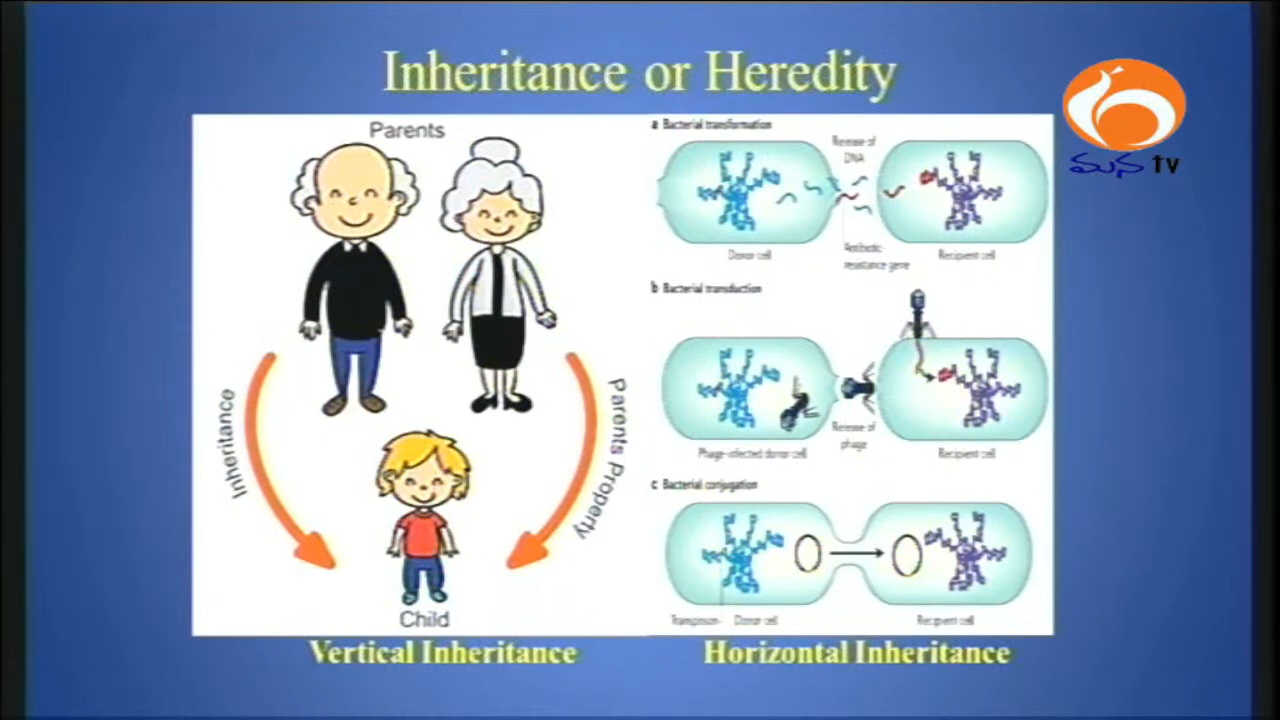 Inheritance or Heredity
మన tv
Parents
Inheritance
Parents Property
Child
Vertical Inheritance
a Bacterial transformation
Release of
DNA
Donor cell
Antibiotic-
resistance gene
Recipient cell
b Bacterial transduction
Phage-infected donor cell
Release of
phage
Recipient cell
c Bacterial conjugation
Transposon
Donor cell
Recipient cell
Horizontal Inheritance